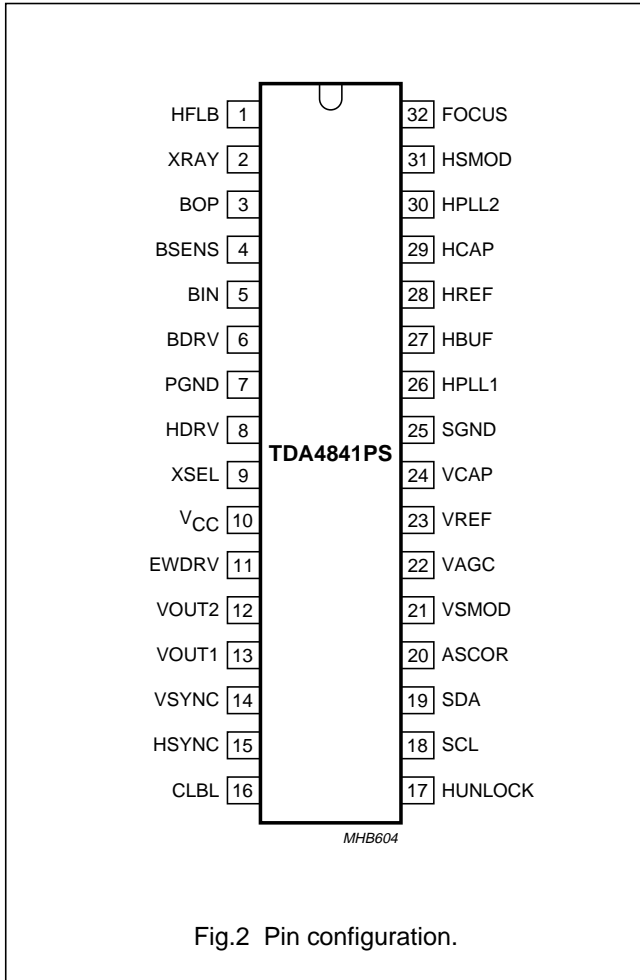 HFLB 1 32 FOCUS
XRAY 2 31 HSMOD
BOP 3 30 HPLL2
BSENS 4 29 HCAP
BIN 5 28 HREF
BDRV 6 27 HBUF
PGND 7 26 HPLL1
HDRV 8 25 SGND
TDA4841PS
XSEL 9 24 VCAP
VCC 10 23 VREF
EWDRV 11 22 VAGC
VOUT2 12 21 VSMOD
VOUT1 13 20 ASCOR
VSYNC 14 19 SDA
HSYNC 15 18 SCL
CLBL 16 17 HUNLOCK
MHB604
Fig.2 Pin configuration.